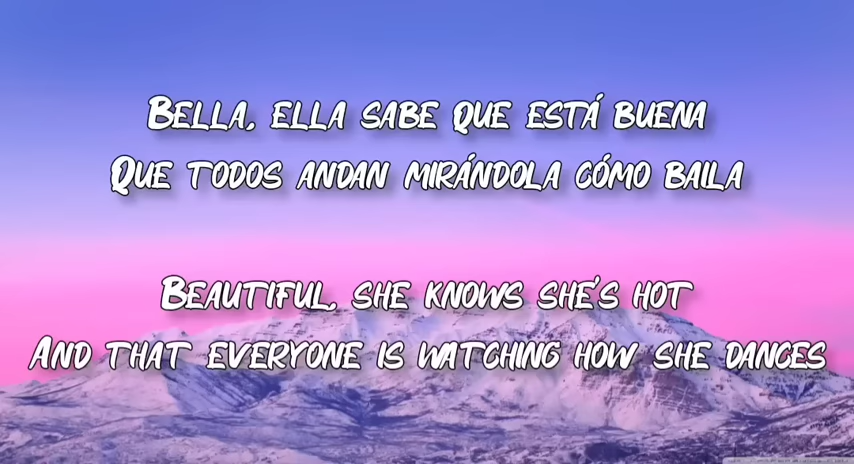 BELLA, ELLA SABE QUE ESTÁ BUENA
QUE TODOS ANDAN MIRÁNDOLA CÓMO BAILA
BEAUTIFUL, SHE KNOWS SHE'S HOT
AND THAT EVERYONE IS WATCHING HOW SHE DANCES